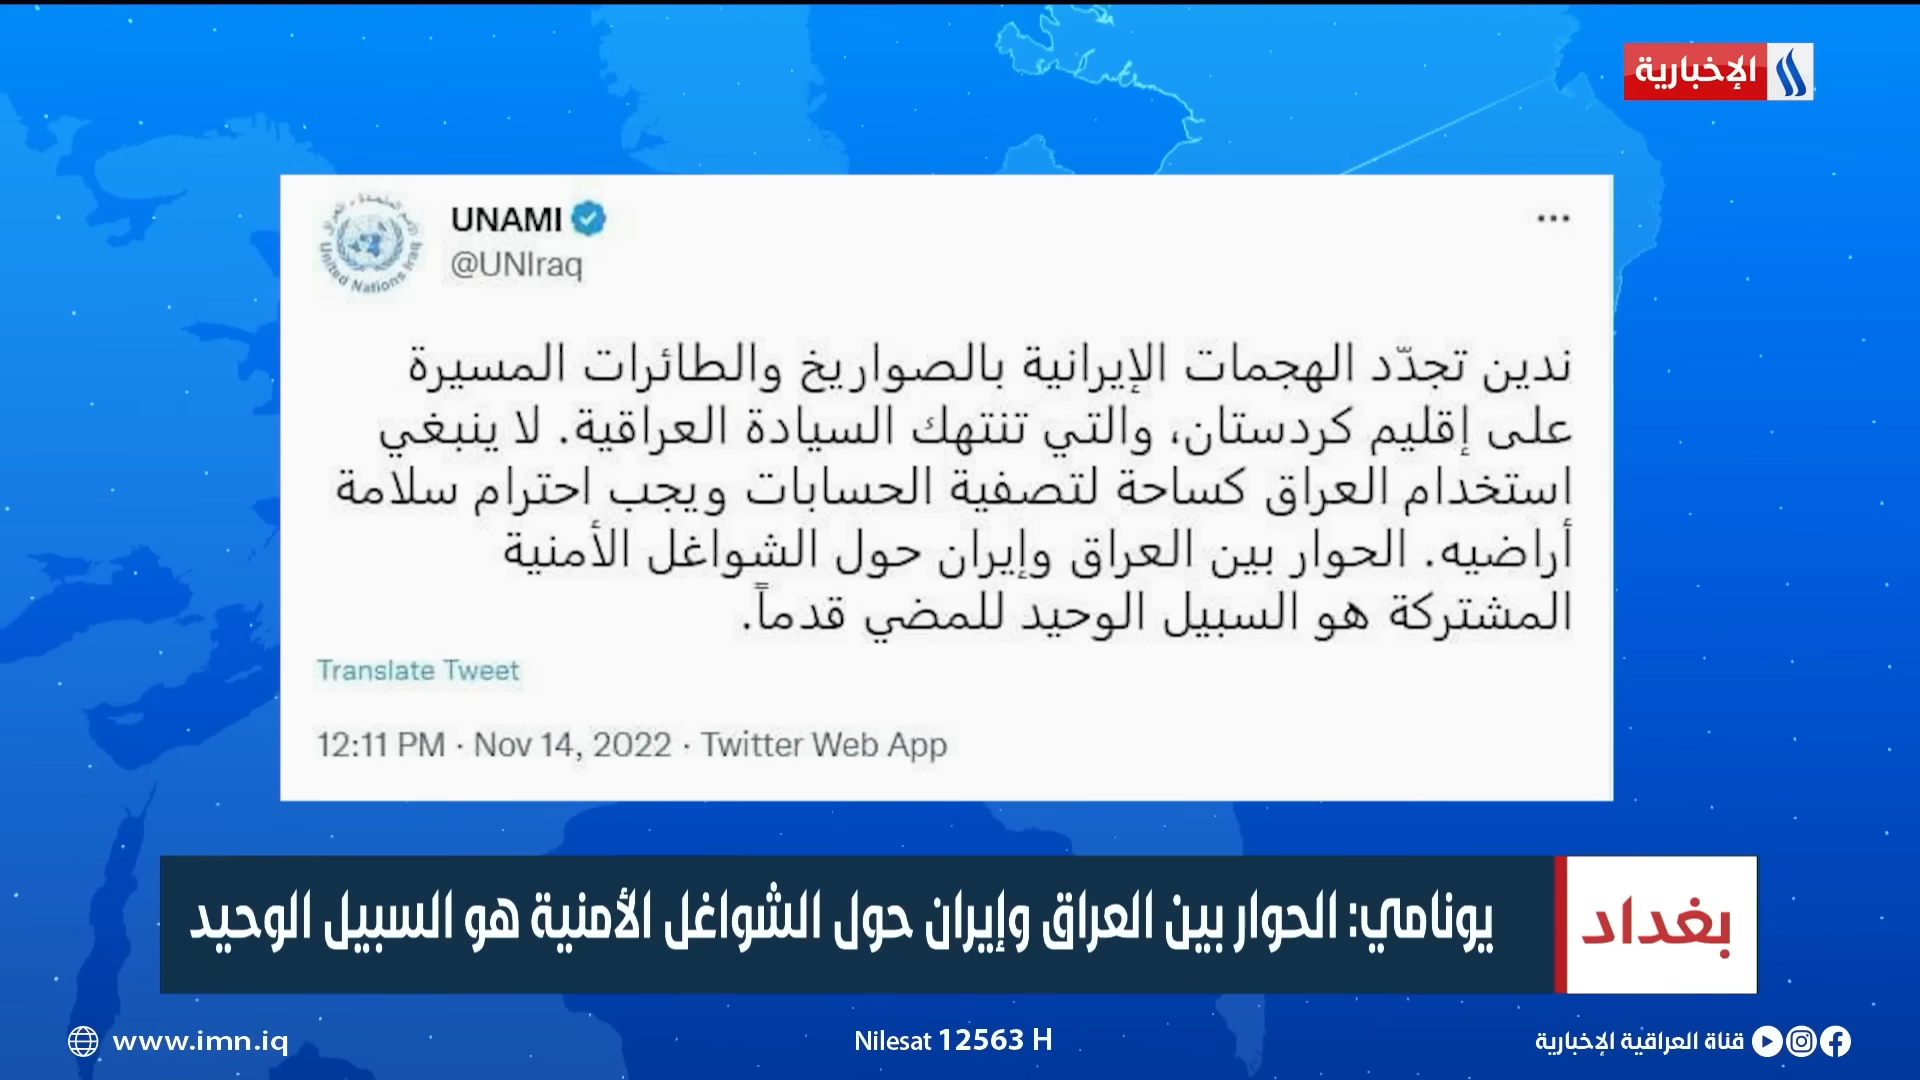 الإخبارية
UNAMI
@UNIraq
ندين تجدّد الهجمات الإيرانية بالصواريخ والطائرات المسيرة
على إقليم كردستان، والتي تنتهك السيادة العراقية. لا ينبغي
استخدام العراق كساحة لتصفية الحسابات ويجب احترام سلامة
أراضيه. الحوار بين العراق وإيران حول الشواغل الأمنية
المشتركة هو السبيل الوحيد للمضي قدماً.
Translate Tweet
12:11 PM · Nov 14, 2022 · Twitter Web App
بغداد
يونامي: الحوار بين العراق وإيران حول الشواغل الأمنية هو السبيل الوحيد
www.imn.iq
Nilesat 12563 H
قناة العراقية الإخبارية
United Nations Iraq